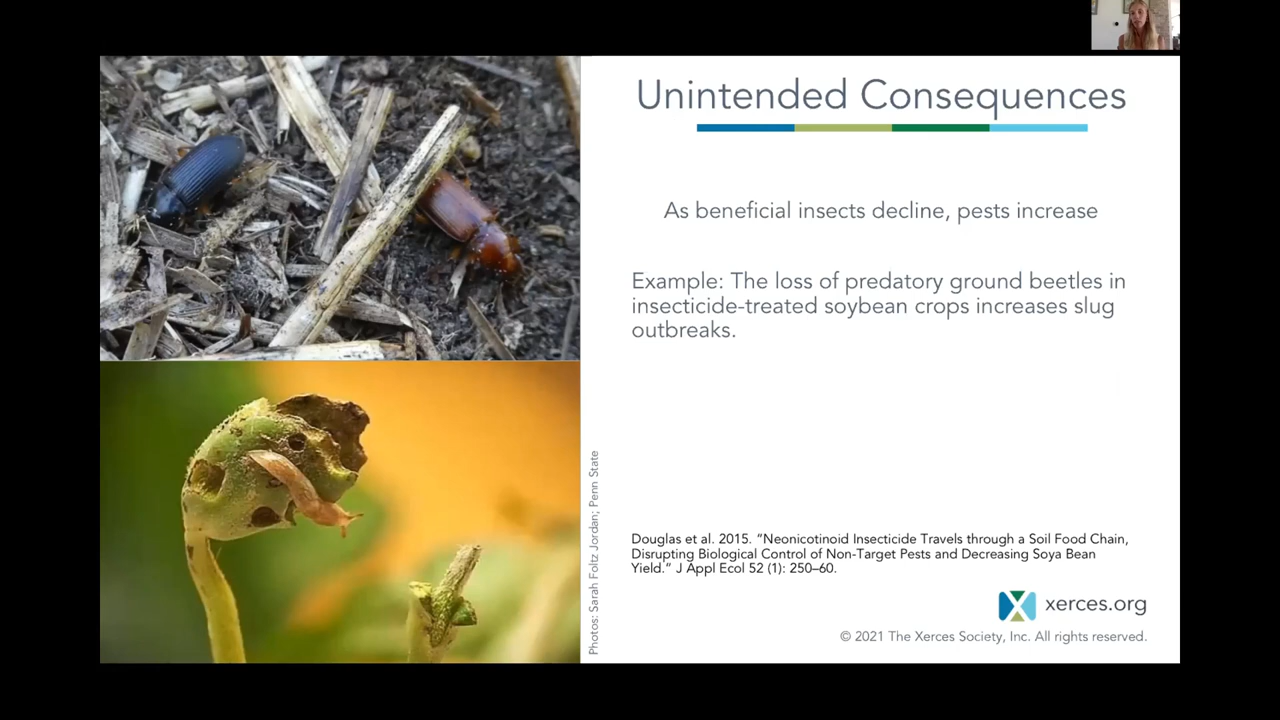 Unintended Consequences
As beneficial insects decline, pests increase
Example: The loss of predatory ground beetles in
insecticide-treated soybean crops increases slug
outbreaks.
Photos: Sarah Foltz Jordan; Penn State
Douglas et al. 2015. “Neonicotinoid Insecticide Travels through a Soil Food Chain,
Disrupting Biological Control of Non-Target Pests and Decreasing Soya Bean
Yield.” J Appl Ecol 52 (1): 250–60.
xerces.org
© 2021 The Xerces Society, Inc. All rights reserved.